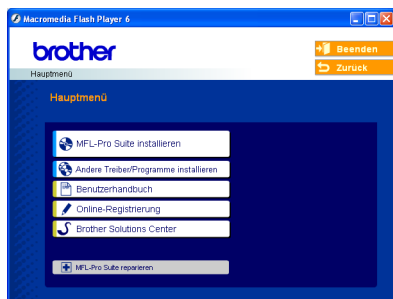 Macromedia Flash Player 6
brother
Beenden
Zurück
Hauptmenü
Hauptmenü
MFL-Pro Suite installieren
Andere Treiber/Programme installieren
Benutzerhandbuch
Online-Registrierung
Brother Solutions Center
MFL-Pro Suite reparieren